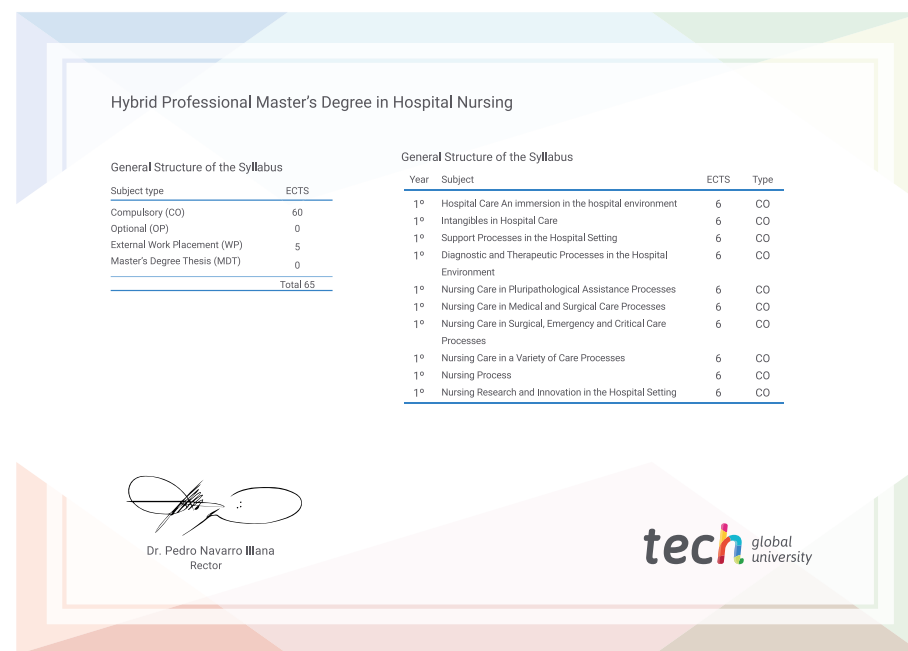 Hybrid Professional Master's Degree in Hospital Nursing
General Structure of the Syllabus
Subject type ECTS
Compulsory (CO) 60
Optional (OP) 0
External Work Placement (WP) 5
Master's Degree Thesis (MDT) 0
Total 65
General Structure of the Syllabus
Year Subject ECTS Type
1º Hospital Care An immersion in the hospital environment 6 CO
1º Intangibles in Hospital Care 6 CO
1º Support Processes in the Hospital Setting 6 CO
1º Diagnostic and Therapeutic Processes in the Hospital 6 CO
Environment
1º Nursing Care in Pluripathological Assistance Processes 6 CO
1º Nursing Care in Medical and Surgical Care Processes 6 CO
1º Nursing Care in Surgical, Emergency and Critical Care 6 CO
Processes
1º Nursing Care in a Variety of Care Processes 6 CO
1º Nursing Process 6 CO
1º Nursing Research and Innovation in the Hospital Setting 6 CO
Dr. Pedro Navarro Illana
Rector
tech global
university